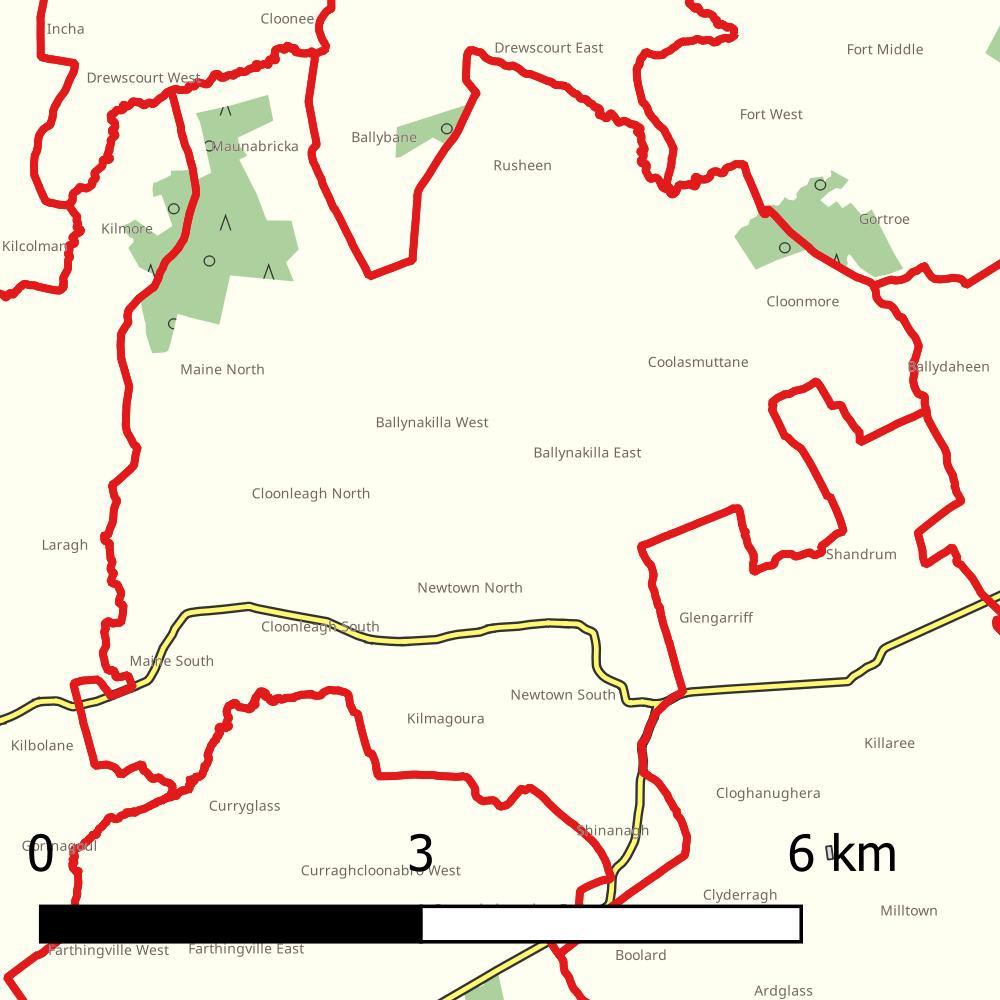 Cloonee
Incha
Drewscourt East
Fort Middle
Drewscourt West
Fort West
Ballybane
Maunabricka
Rusheen
Gortroe
Kilmore
Kilcolman
Cloonmore
Coolasmuttane
Ballydaheen
Maine North
Ballynakilla West
Ballynakilla East
Cloonleagh North
Laragh
Shandrum
Newtown North
Glengarriff
Cloonleagh South
Maine South
Newtown South
Kilmagoura
Kilbolane
Killaree
Cloghanughera
Curryglass
Shinanagh
Gortnagoul
0 3 6 km
Curraghcloonabro West
Clyderragh
Milltown
Farthingville West
Farthingville East
Boolard
Ardglass